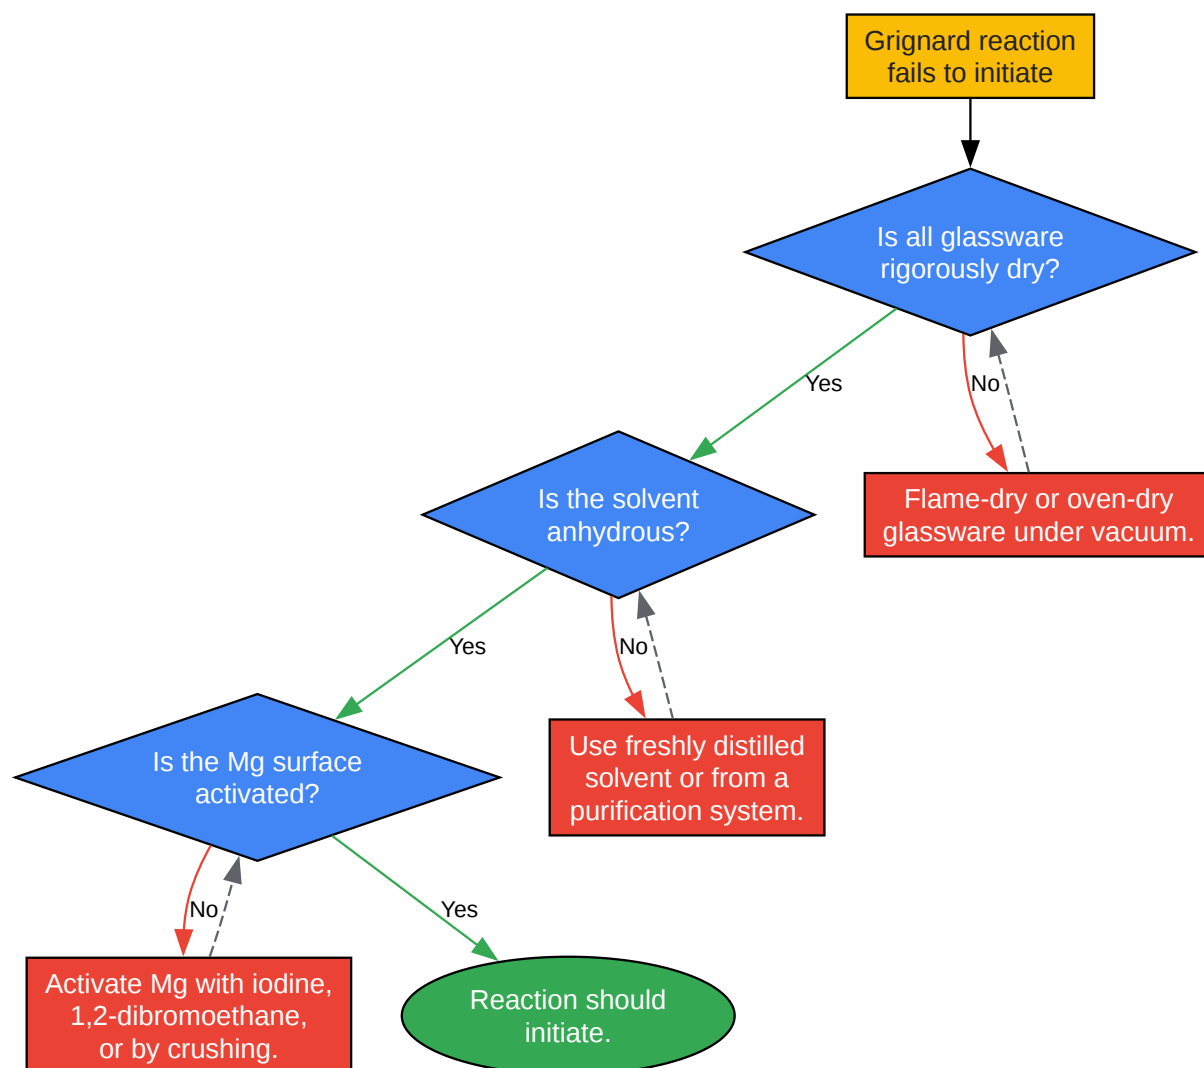 Grignard reaction
fails to initiate
Is all glassware
rigorously dry?
Yes
No
Flame-dry or oven-dry
glassware under vacuum.
Is the solvent
anhydrous?
Yes
No
Use freshly distilled
solvent or from a
purification system.
Is the Mg surface
activated?
No
Yes
Activate Mg with iodine,
1,2-dibromoethane,
or by crushing.
Reaction should
initiate.